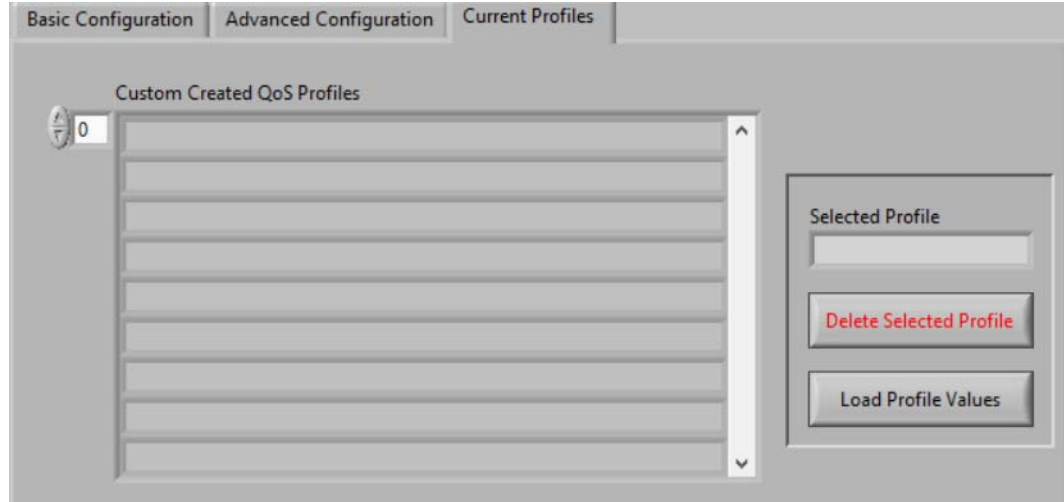 Basic Configuration
Advanced Configuration
Current Profiles
Custom Created QoS Profiles
0
Selected Profile
Delete Selected Profile
Load Profile Values